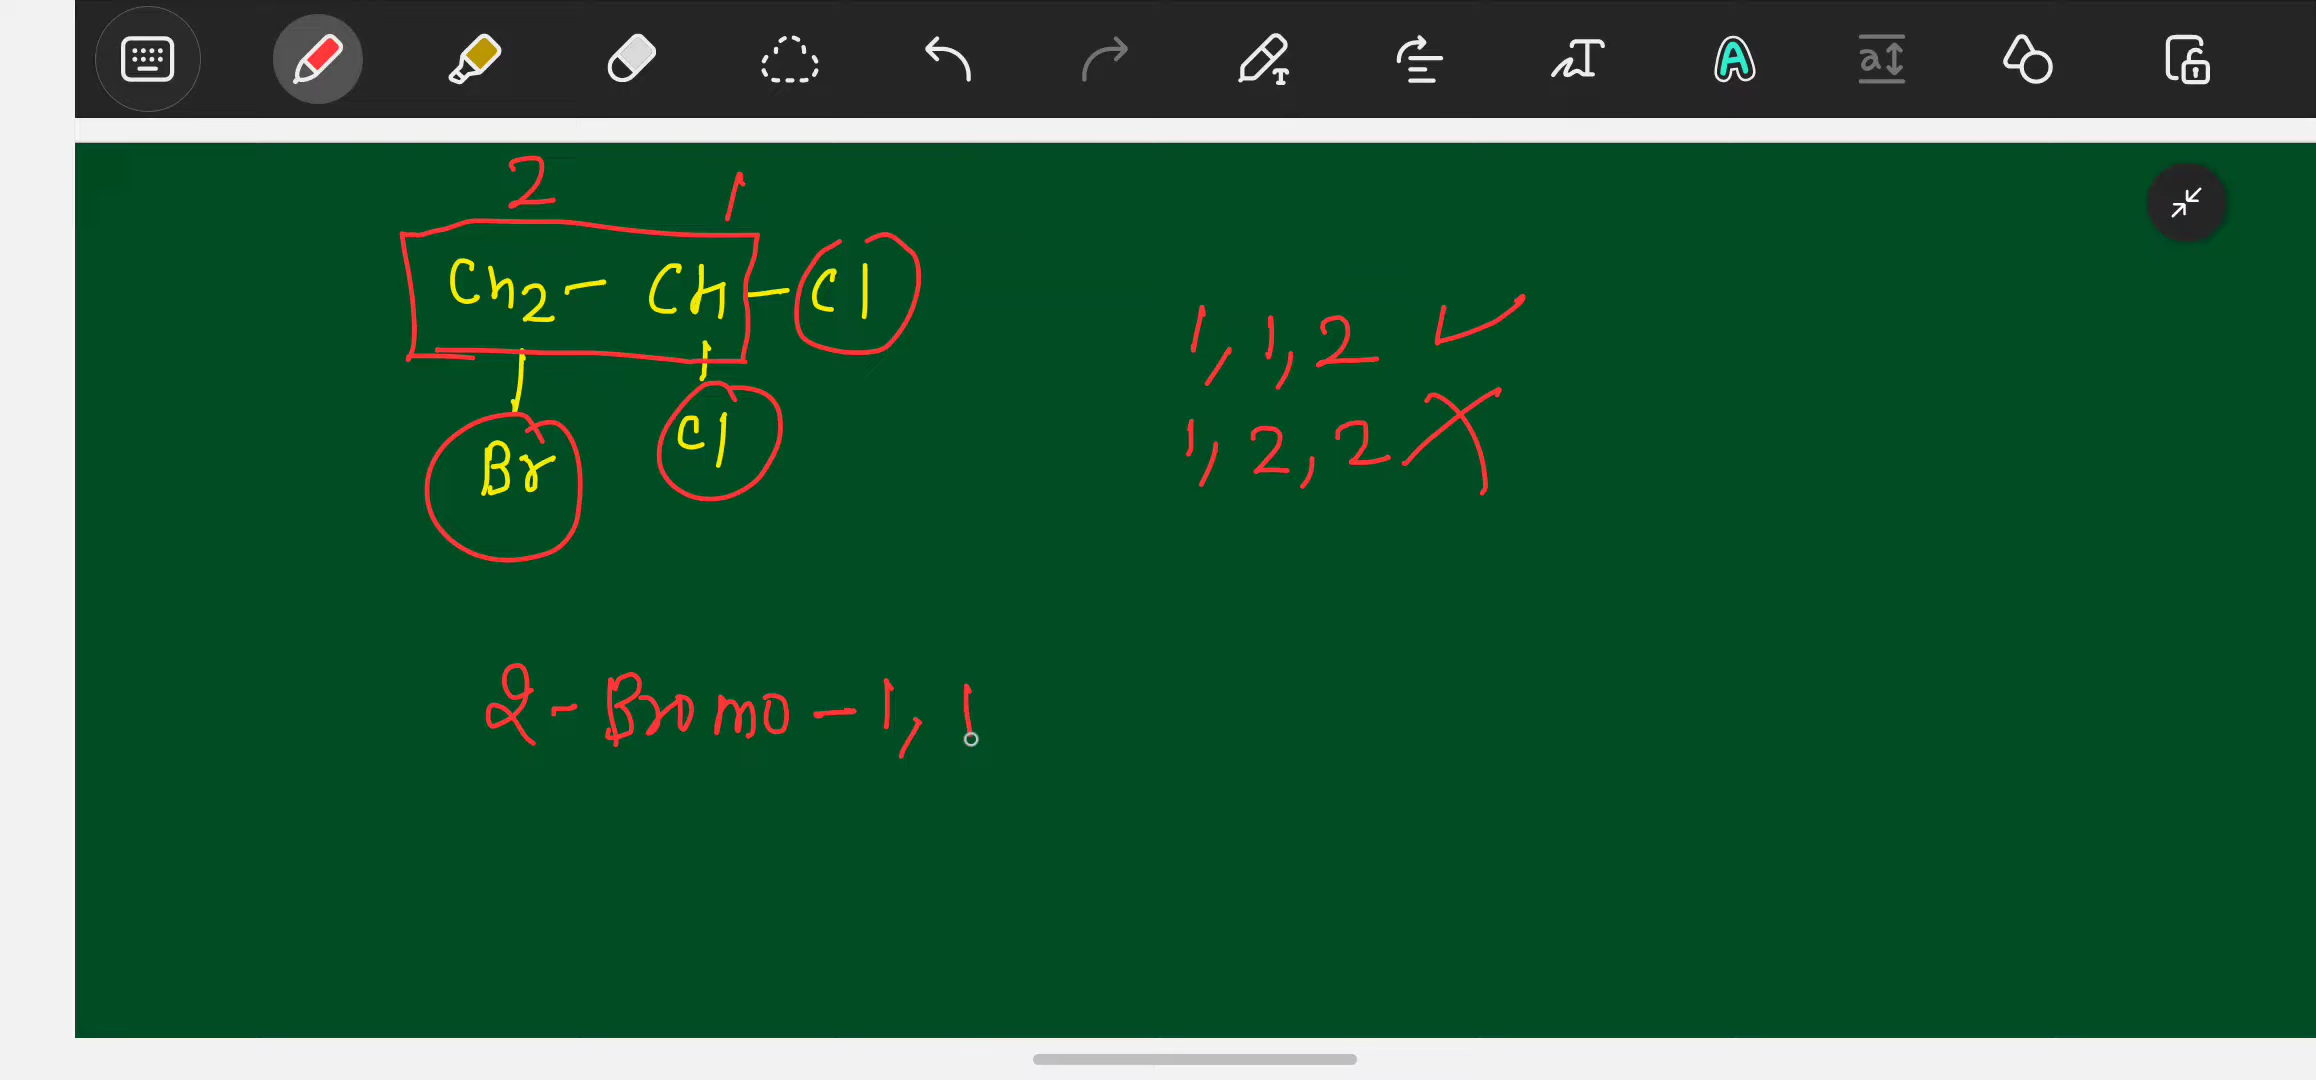 2 1
Ch2 - CH - Cl
Br Cl
1, 1, 2 ✓
1, 2, 2 ✗
2 - Bromo - 1, 1